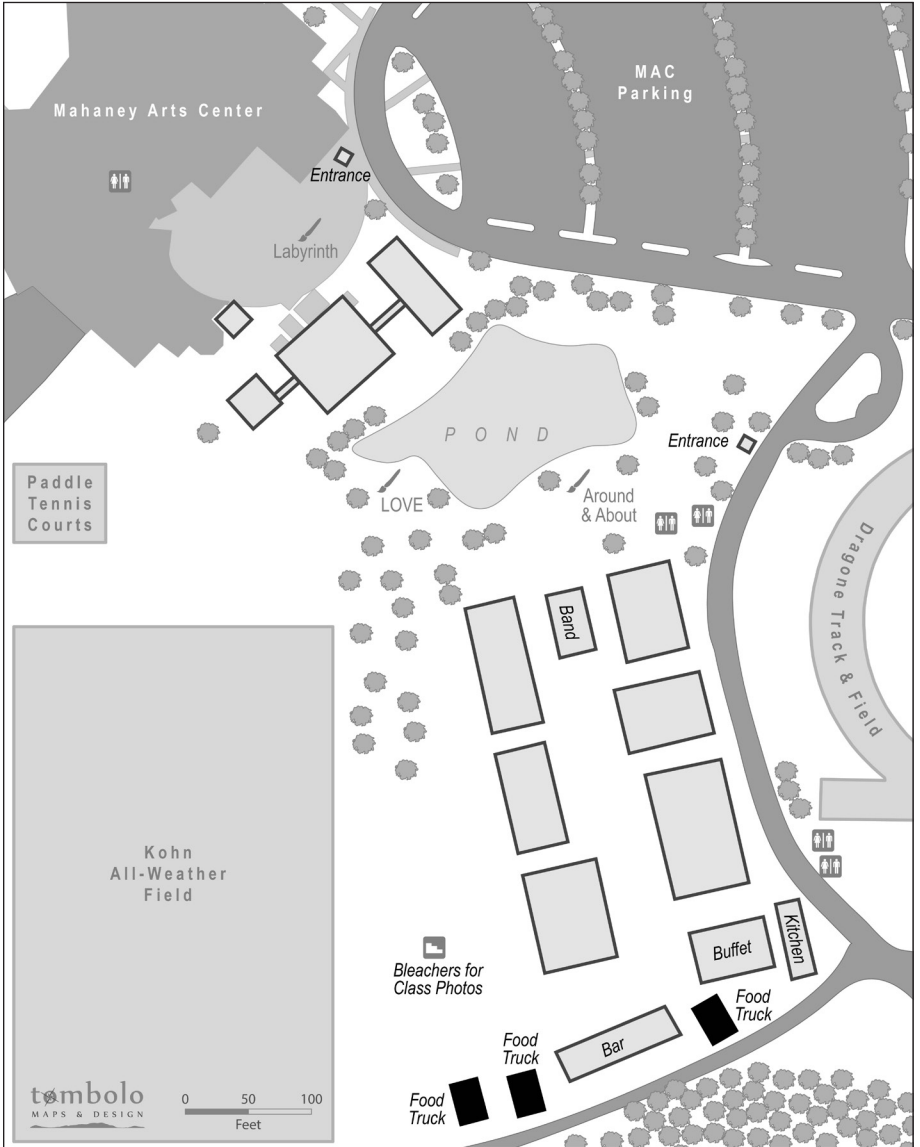 MAC
Parking
Mahaney Arts Center
Entrance
Labyrinth
P O N D
Entrance
Paddle
Tennis
Courts
LOVE
Around
& About
Dragone Track & Field
Band
Kohn
All-Weather
Field
Bleachers for
Class Photos
Buffet
Kitchen
Food
Truck
Bar
Food
Truck
Food
Truck
tombolo
MAPS & DESIGN
0 50 100
Feet